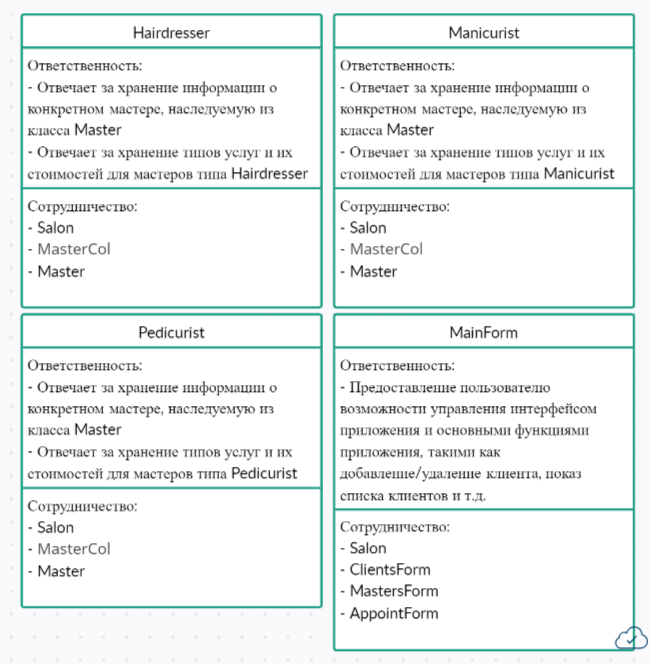 Hairdresser
Ответственность:
- Отвечает за хранение информации о
конкретном мастере, наследуемую из
класса Master
- Отвечает за хранение типов услуг и их
стоимостей для мастеров типа Hairdresser
Сотрудничество:
- Salon
- MasterCol
- Master
Manicurist
Ответственность:
- Отвечает за хранение информации о
конкретном мастере, наследуемую из
класса Master
- Отвечает за хранение типов услуг и их
стоимостей для мастеров типа Manicurist
Сотрудничество:
- Salon
- MasterCol
- Master
Pedicurist
Ответственность:
- Отвечает за хранение информации о
конкретном мастере, наследуемую из
класса Master
- Отвечает за хранение типов услуг и их
стоимостей для мастеров типа Pedicurist
Сотрудничество:
- Salon
- MasterCol
- Master
MainForm
Ответственность:
- Предоставление пользователю
возможности управления интерфейсом
приложения и основными функциями
приложения, такими как
добавление/удаление клиента, показ
списка клиентов и т.д.
Сотрудничество:
- Salon
- ClientsForm
- MastersForm
- AppointForm